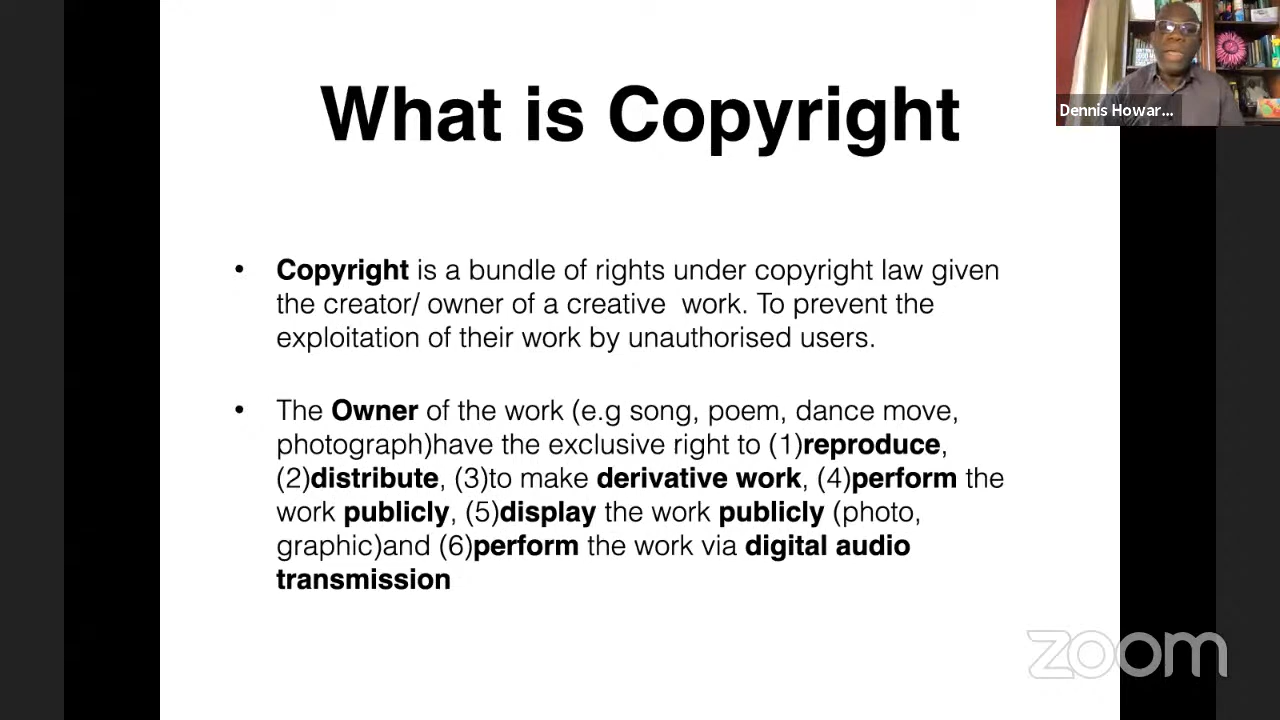 What is Copyright
Dennis Howar...
• Copyright is a bundle of rights under copyright law given
the creator/ owner of a creative  work. To prevent the
exploitation of their work by unauthorised users.
• The Owner of the work (e.g song, poem, dance move,
photograph)have the exclusive right to (1)reproduce,
(2)distribute, (3)to make derivative work, (4)perform the
work publicly, (5)display the work publicly (photo,
graphic)and (6)perform the work via digital audio
transmission
zoom